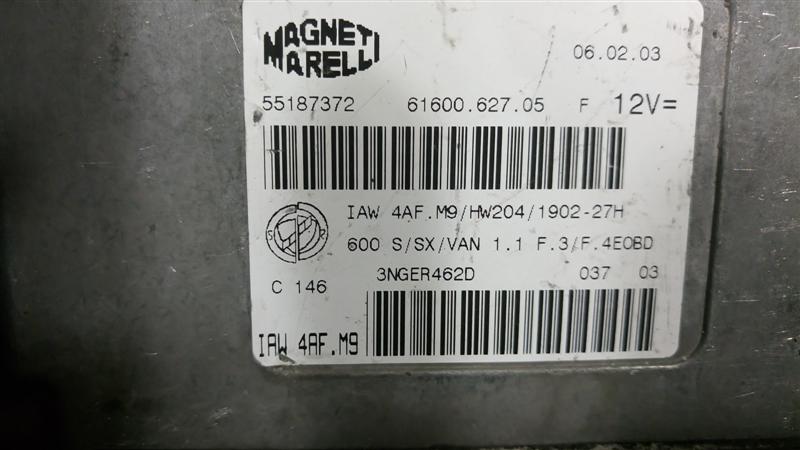 MAGNETI
MARELLI
06.02.03
55187372 61600.627.05 F 12V=
IAW 4AF.M9/HW204/1902-27H
600 S/SX/VAN 1.1 F.3/F.4EOBD
C 146 3NGER462D 037 03
IAW 4AF.M9